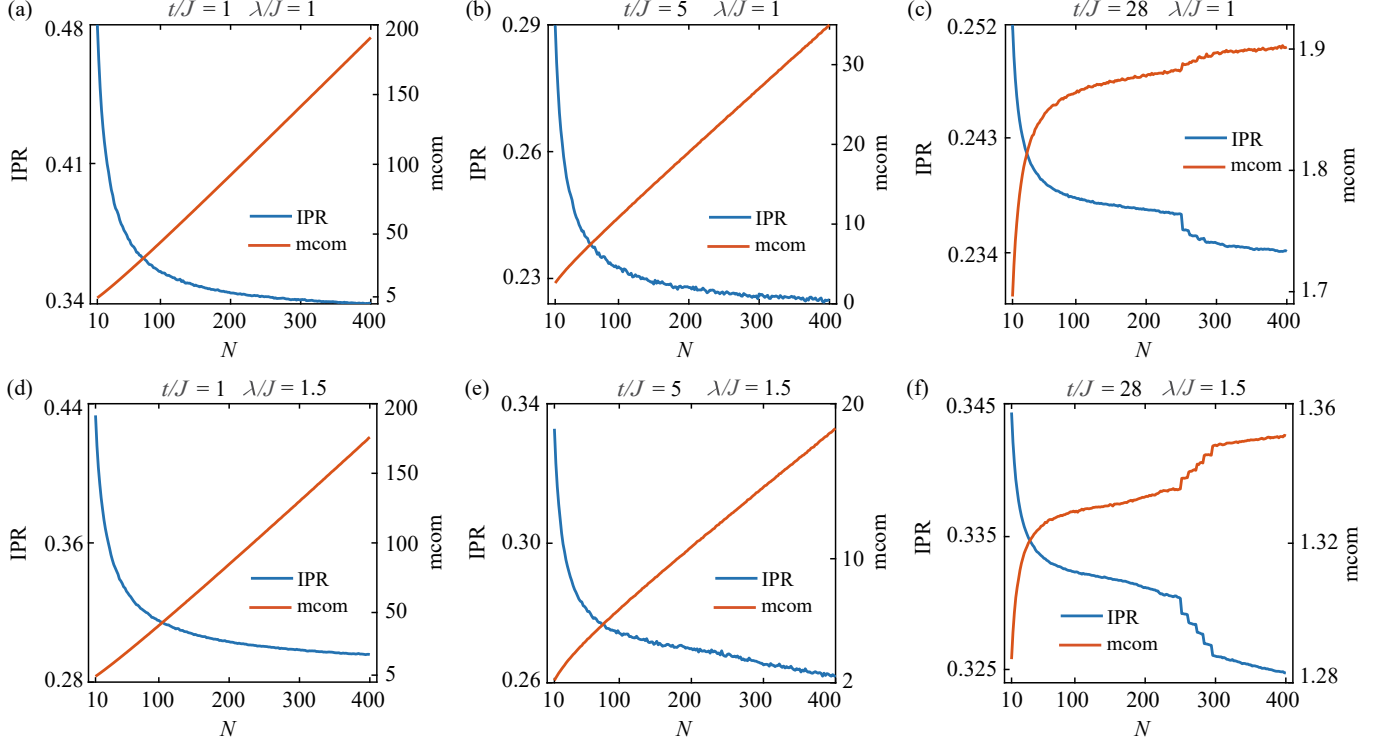 (a) t/J = 1 λ/J = 1
0.48
0.41
0.34
IPR
200
150
100
50
5
mcom
IPR
mcom
10 100 200 300 400
N
(b) t/J = 5 λ/J = 1
0.29
0.26
0.23
IPR
30
20
10
0
mcom
IPR
mcom
10 100 200 300 400
N
(c) t/J = 28 λ/J = 1
0.252
0.243
0.234
IPR
1.9
1.8
1.7
mcom
IPR
mcom
10 100 200 300 400
N
(d) t/J = 1 λ/J = 1.5
0.44
0.36
0.28
IPR
200
150
100
50
5
mcom
IPR
mcom
10 100 200 300 400
N
(e) t/J = 5 λ/J = 1.5
0.34
0.30
0.26
IPR
20
10
2
mcom
IPR
mcom
10 100 200 300 400
N
(f) t/J = 28 λ/J = 1.5
0.345
0.335
0.325
IPR
1.36
1.32
1.28
mcom
IPR
mcom
10 100 200 300 400
N